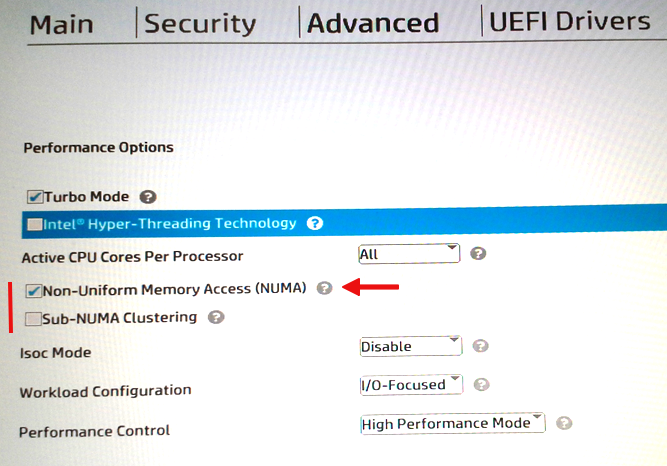 Main Security Advanced UEFI Drivers
Performance Options
Turbo Mode ?
Intel® Hyper-Threading Technology ?
Active CPU Cores Per Processor All ?
Non-Uniform Memory Access (NUMA) ?
Sub-NUMA Clustering ?
Isoc Mode Disable ?
Workload Configuration I/O-Focused ?
Performance Control High Performance Mode ?